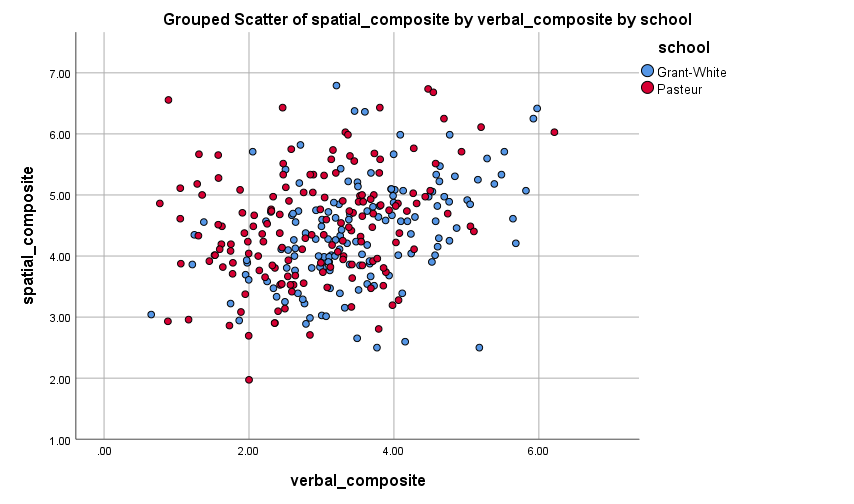 Grouped Scatter of spatial_composite by verbal_composite by school
school
Grant-White
Pasteur
7.00
6.00
5.00
4.00
3.00
2.00
1.00
spatial_composite
.00 2.00 4.00 6.00
verbal_composite